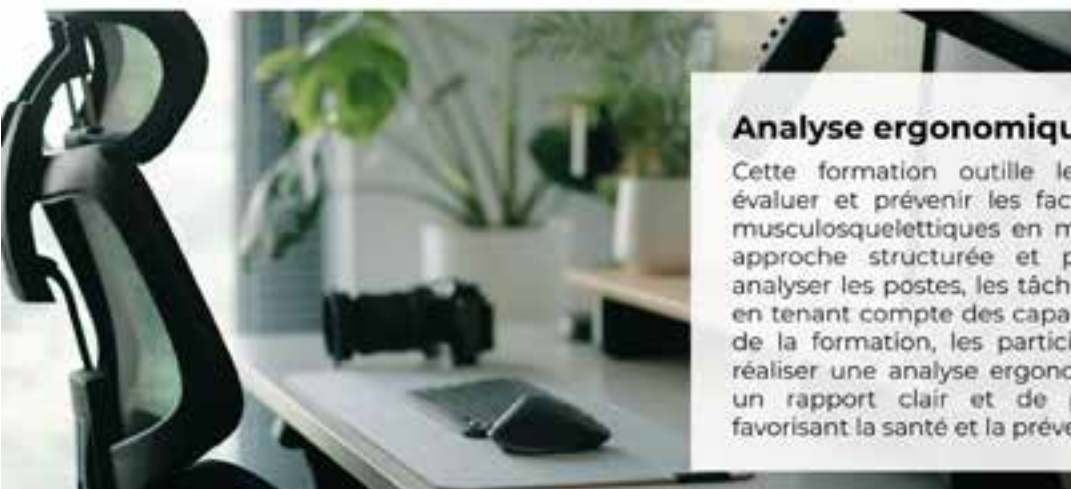 Analyse ergonomiqu
Cette formation outille le
évaluer et prévenir les fac
musculosquelettiques en m
approche structurée et p
analyser les postes, les tâch
en tenant compte des capa
de la formation, les partici
réaliser une analyse ergono
un rapport clair et de
favorisant la santé et la préve